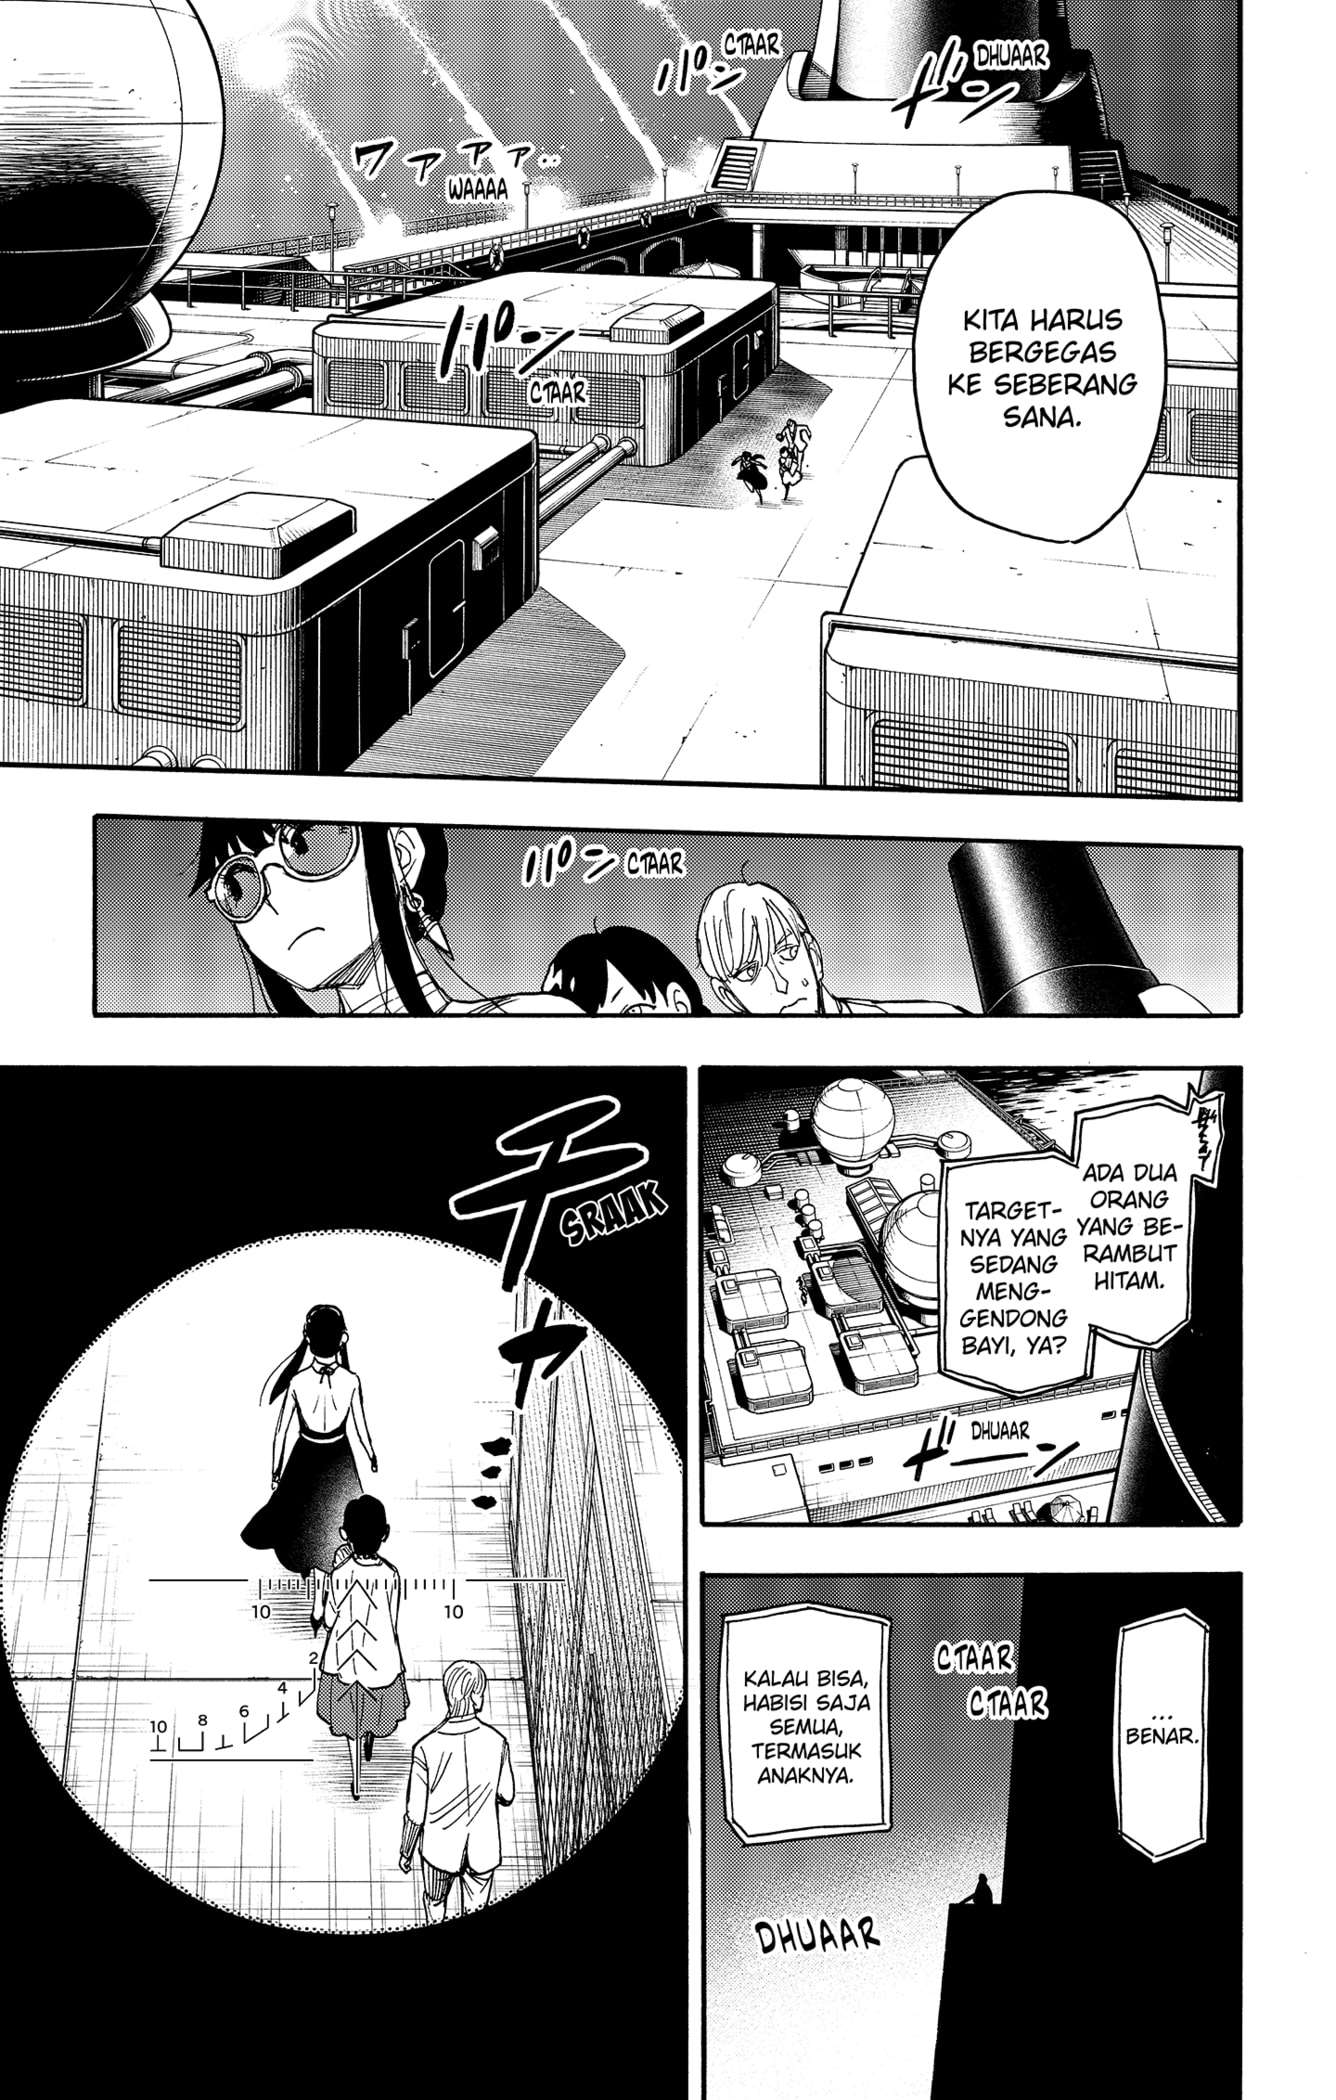 CTAAR
パン
DHUAAR
ドン
ワァァァ..
WAAAA
KITA HARUS
BERGEGAS
KE SEBERANG
SANA.
パーン
CTAAR
パン
CTAAR
ADA DUA
ORANG
YANG BE-
RAMBUT
HITAM.
TARGET-
NYA YANG
SEDANG
MENG-
GENDONG
BAYI, YA?
DHUAAR
ドーン
...
BENAR.
CTAAR
CTAAR
KALAU BISA,
HABISI SAJA
SEMUA,
TERMASUK
ANAKNYA.
DHUAAR
チャ...
SRAAK
10
10
2
4
6
8
10